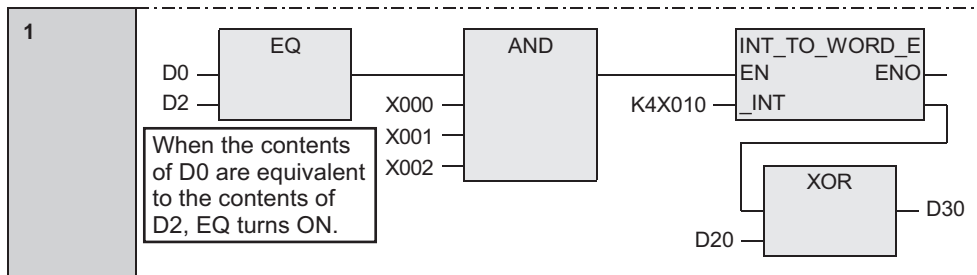 1
EQ
D0
D2
When the contents
of D0 are equivalent
to the contents of
D2, EQ turns ON.
AND
X000
X001
X002
INT_TO_WORD_E
EN ENO
K4X010 _INT
XOR
D20
D30